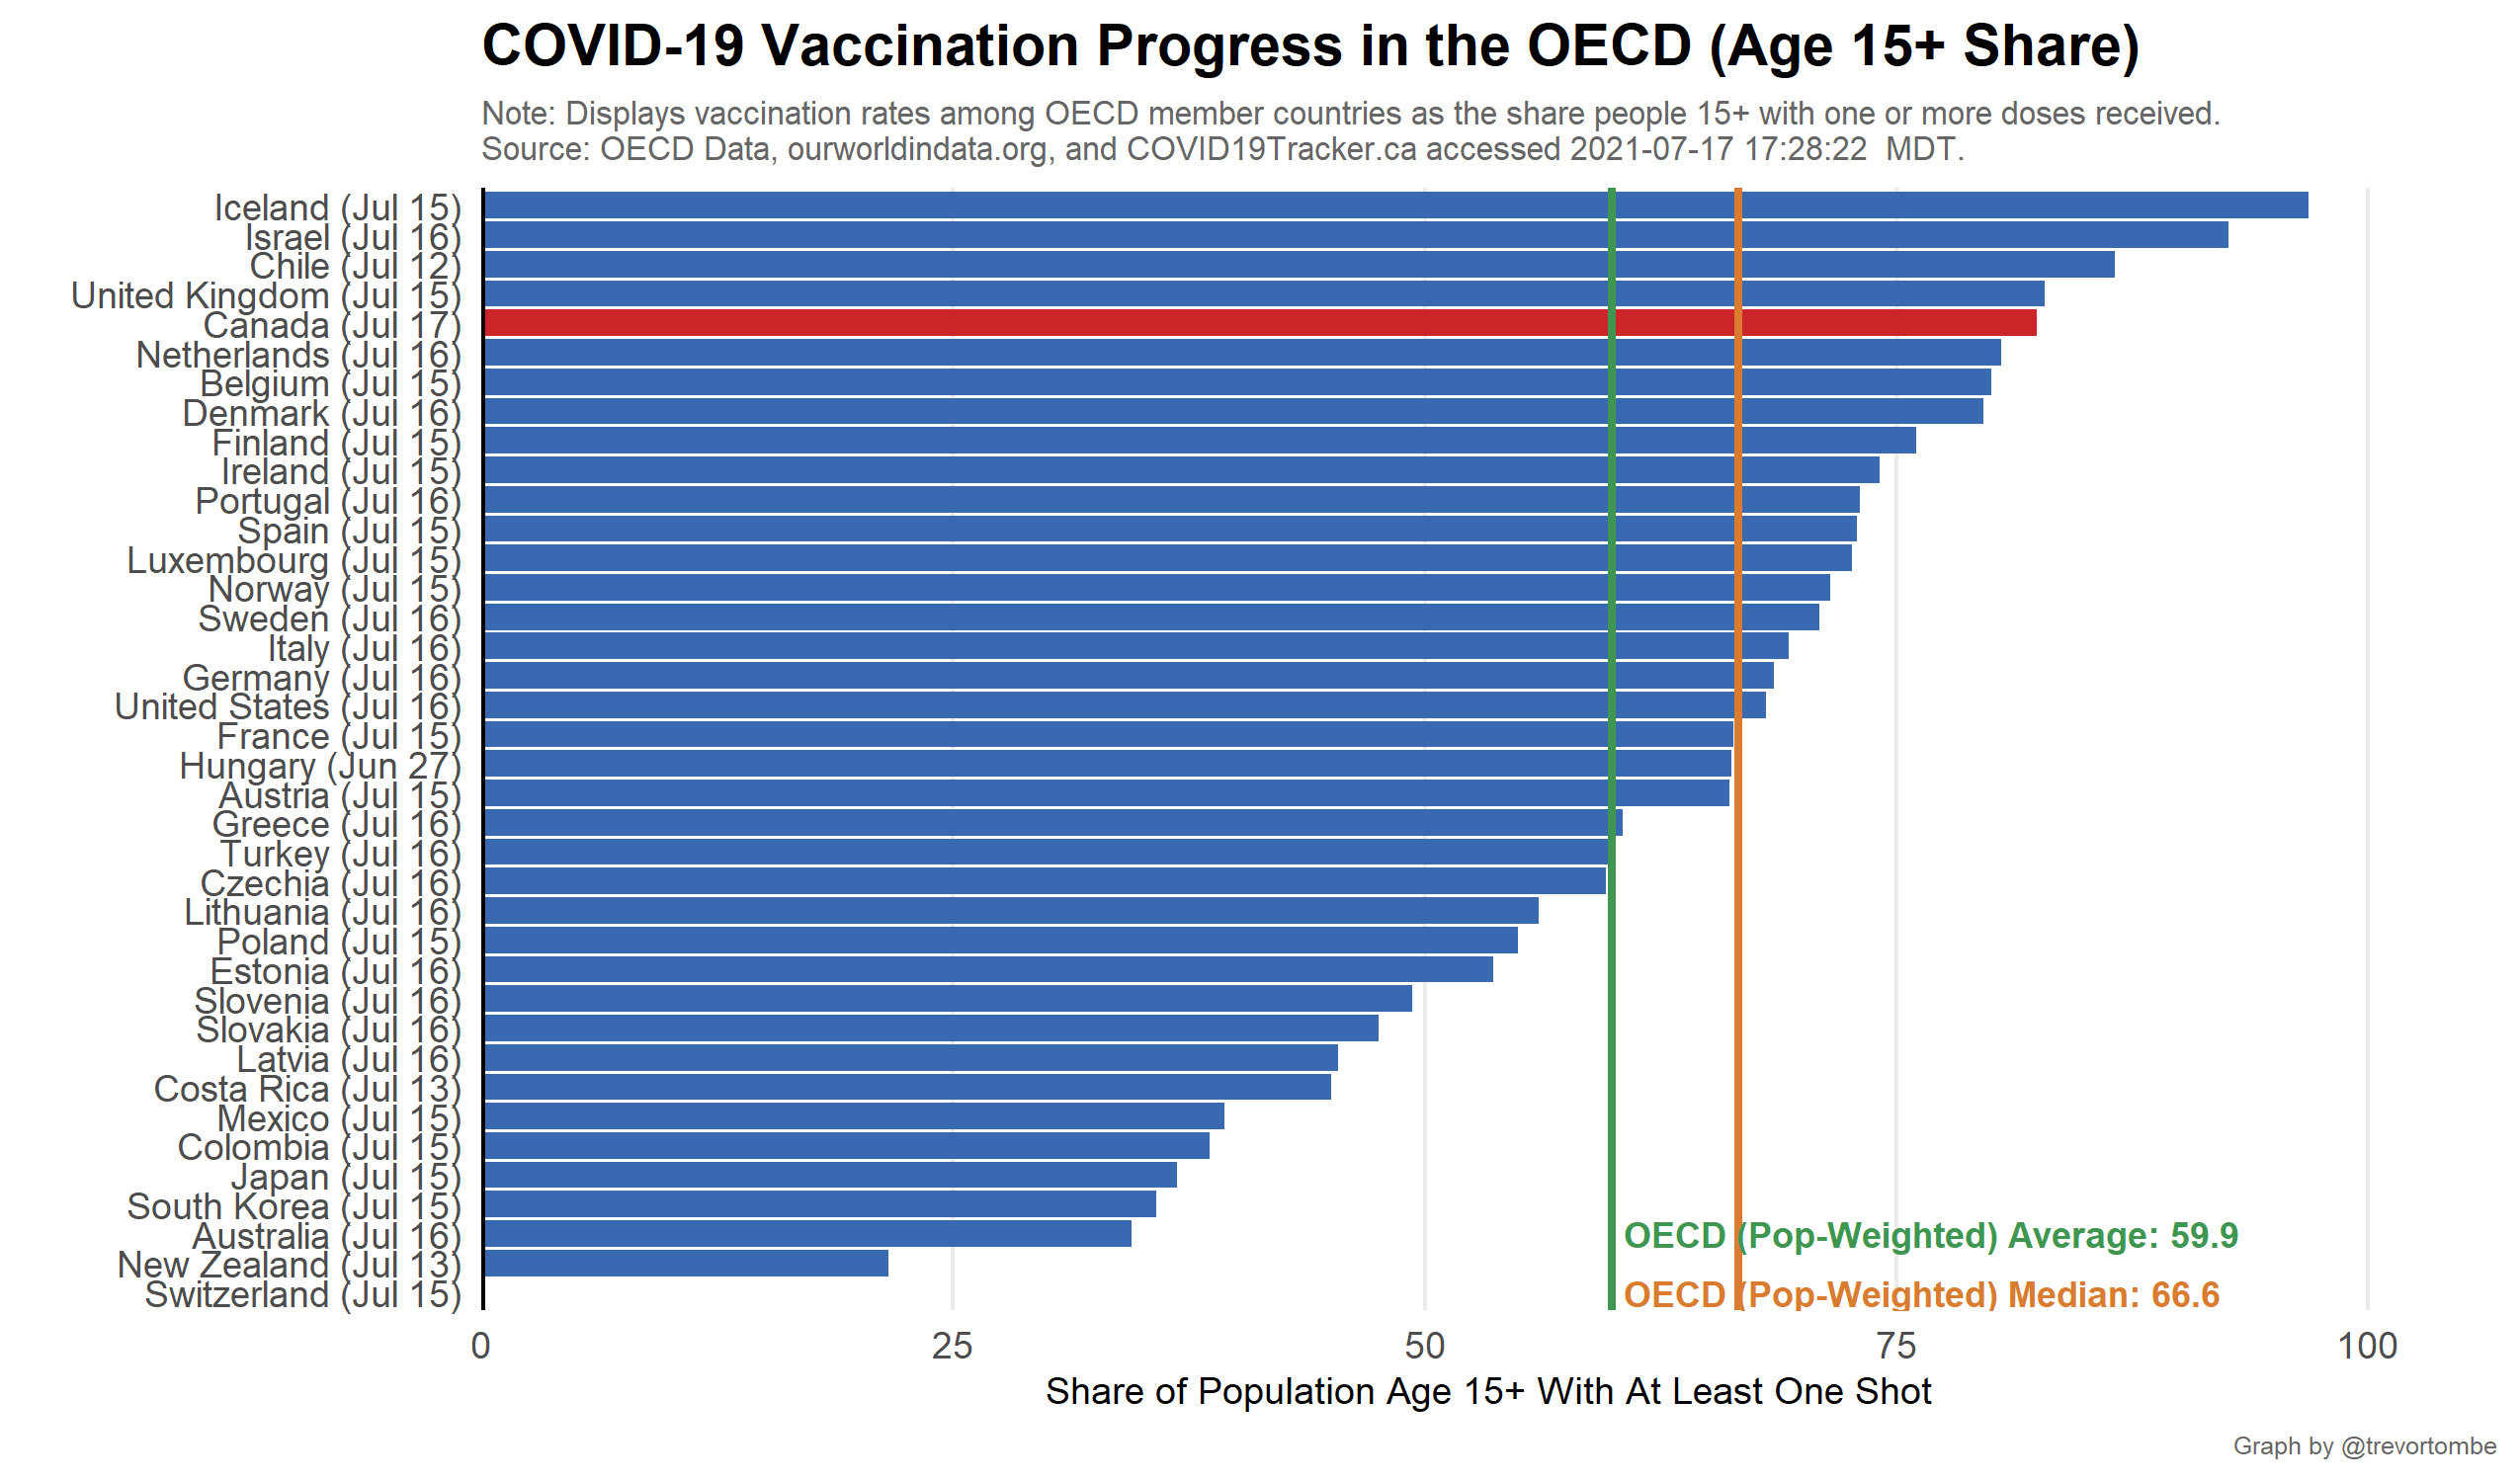 COVID-19 Vaccination Progress in the OECD (Age 15+ Share)
Note: Displays vaccination rates among OECD member countries as the share people 15+ with one or more doses received.
Source: OECD Data, ourworldindata.org, and COVID19Tracker.ca accessed 2021-07-17 17:28:22  MDT.
Iceland (Jul 15)
Israel (Jul 16)
Chile (Jul 12)
United Kingdom (Jul 15)
Canada (Jul 17)
Netherlands (Jul 16)
Belgium (Jul 15)
Denmark (Jul 16)
Finland (Jul 15)
Ireland (Jul 15)
Portugal (Jul 16)
Spain (Jul 15)
Luxembourg (Jul 15)
Norway (Jul 15)
Sweden (Jul 16)
Italy (Jul 16)
Germany (Jul 16)
United States (Jul 16)
France (Jul 15)
Hungary (Jun 27)
Austria (Jul 15)
Greece (Jul 16)
Turkey (Jul 16)
Czechia (Jul 16)
Lithuania (Jul 16)
Poland (Jul 15)
Estonia (Jul 16)
Slovenia (Jul 16)
Slovakia (Jul 16)
Latvia (Jul 16)
Costa Rica (Jul 13)
Mexico (Jul 15)
Colombia (Jul 15)
Japan (Jul 15)
South Korea (Jul 15)
Australia (Jul 16)
New Zealand (Jul 13)
Switzerland (Jul 15)
OECD (Pop-Weighted) Average: 59.9
OECD (Pop-Weighted) Median: 66.6
0 25 50 75 100
Share of Population Age 15+ With At Least One Shot
Graph by @trevortombe